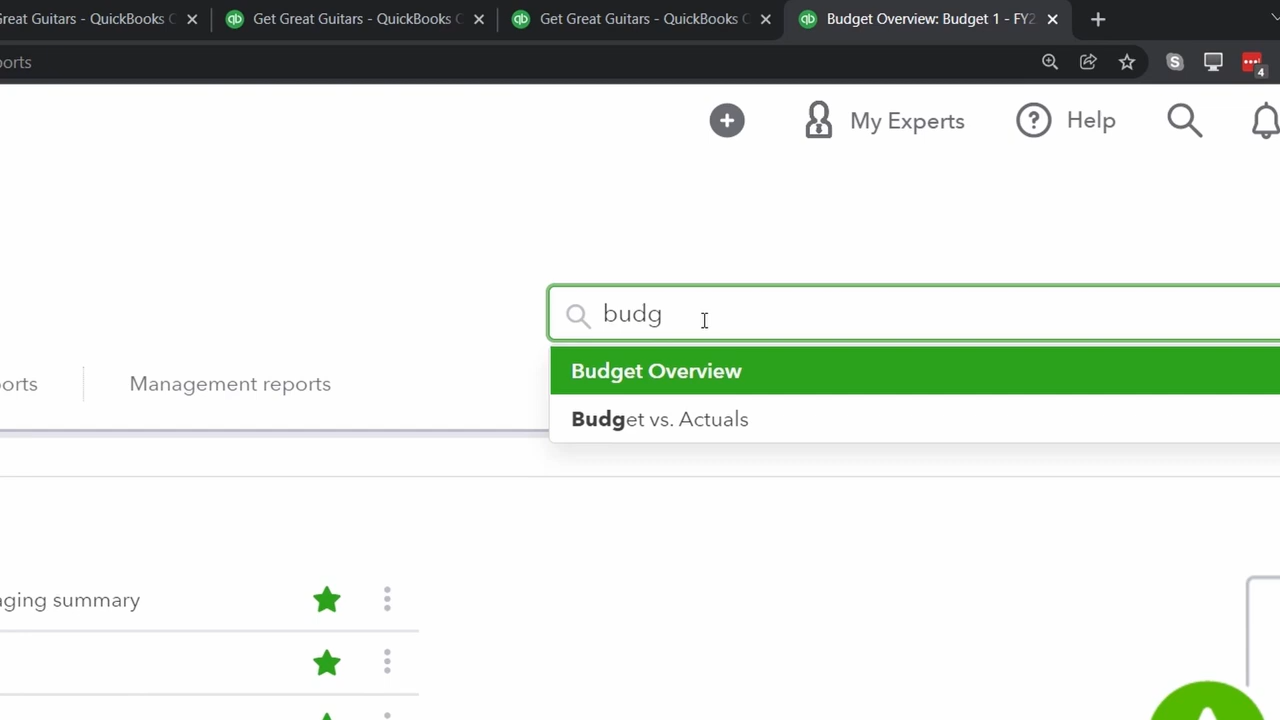 Great Guitars - QuickBooks C
Get Great Guitars - QuickBooks C
Get Great Guitars - QuickBooks C
Budget Overview: Budget 1 - FY2
orts
4
My Experts
? Help
budg
Budget Overview
Budget vs. Actuals
orts
Management reports
aging summary